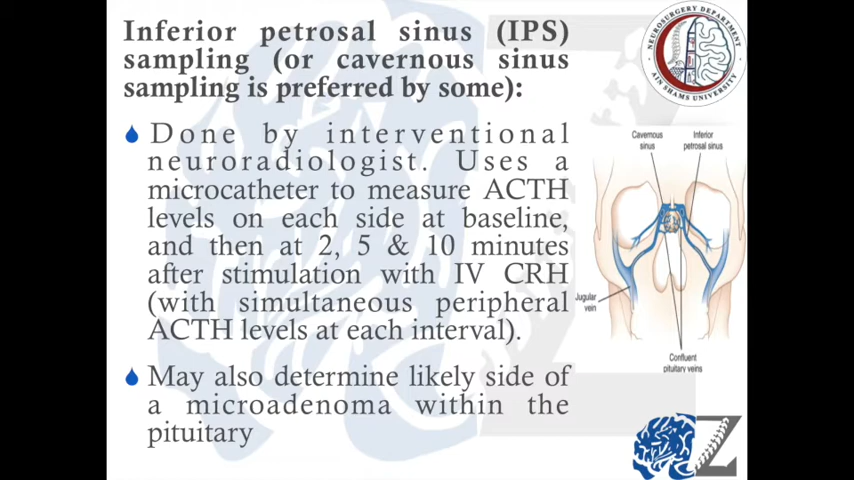 Inferior petrosal sinus (IPS)
sampling (or cavernous sinus
sampling is preferred by some):
Done by interventional
neuroradiologist. Uses a
microcatheter to measure ACTH
levels on each side at baseline,
and then at 2, 5 & 10 minutes
after stimulation with IV CRH
(with simultaneous peripheral
ACTH levels at each interval).
May also determine likely side of
a microadenoma within the
pituitary
NEUROSURGERY DEPARTMENT
AIN SHAMS UNIVERSITY
Cavernous
sinus
Inferior
petrosal sinus
Jugular
vein
Confluent
pituitary veins
Z